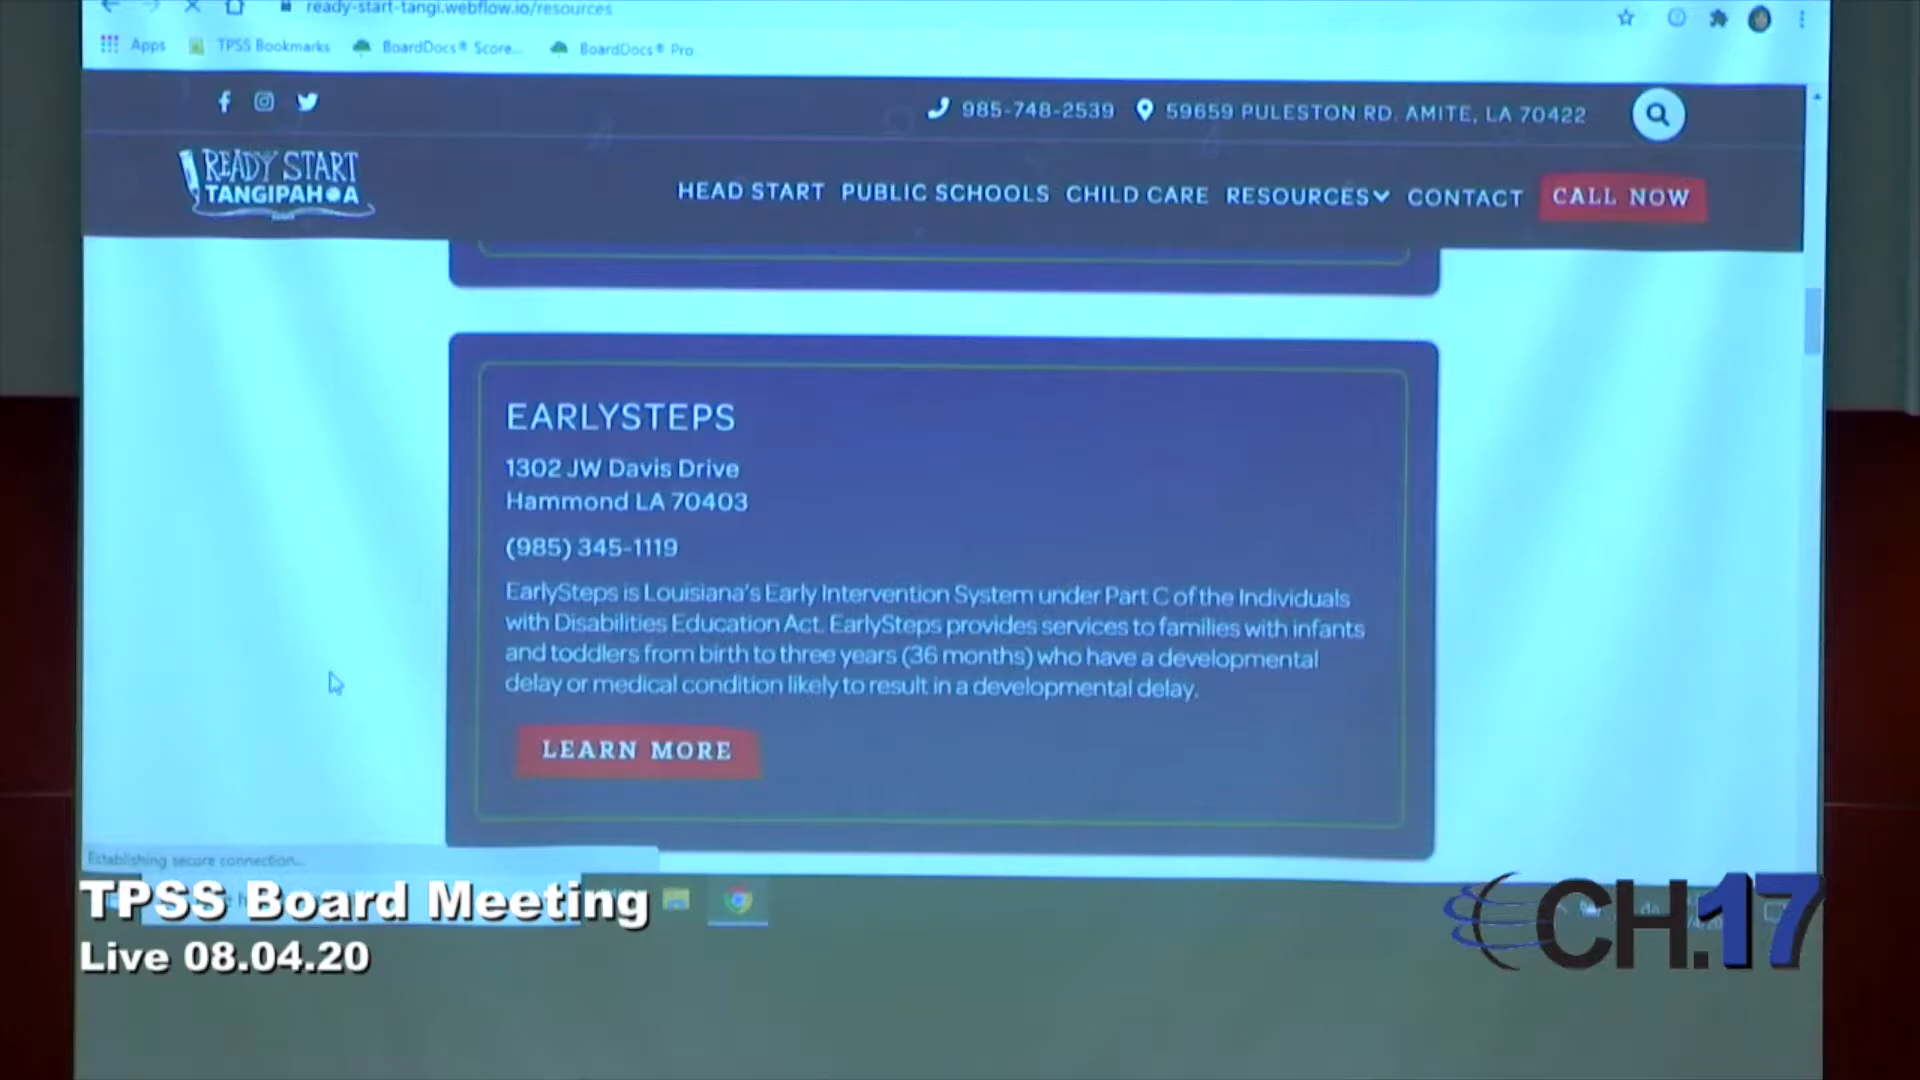 ready-start-tangi.webflow.io/resources
Apps TPSS Bookmarks BoardDocs® Score... BoardDocs® Pro
985-748-2539 59659 PULESTON RD. AMITE, LA 70422
READY START
TANGIPAHOA
HEAD START PUBLIC SCHOOLS CHILD CARE RESOURCES CONTACT CALL NOW
EARLYSTEPS
1302 JW Davis Drive
Hammond LA 70403
(985) 345-1119
EarlySteps is Louisiana's Early Intervention System under Part C of the Individuals
with Disabilities Education Act. EarlySteps provides services to families with infants
and toddlers from birth to three years (36 months) who have a developmental
delay or medical condition likely to result in a developmental delay.
LEARN MORE
Establishing secure connection...
TPSS Board Meeting
Live 08.04.20
CH.17